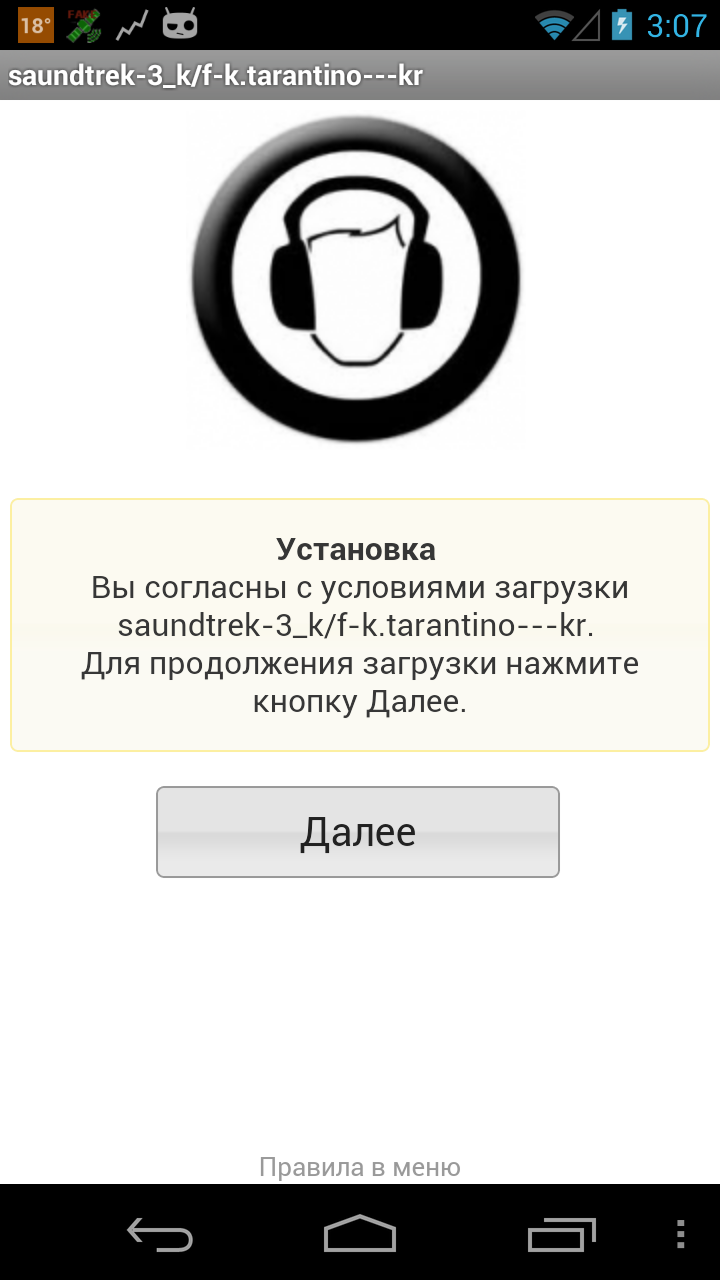 18°
FAKE
3:07
saundtrek-3_k/f-k.tarantino---kr
Установка
Вы согласны с условиями загрузки
saundtrek-3_k/f-k.tarantino---kr.
Для продолжения загрузки нажмите
кнопку Далее.
Далее
Правила в меню